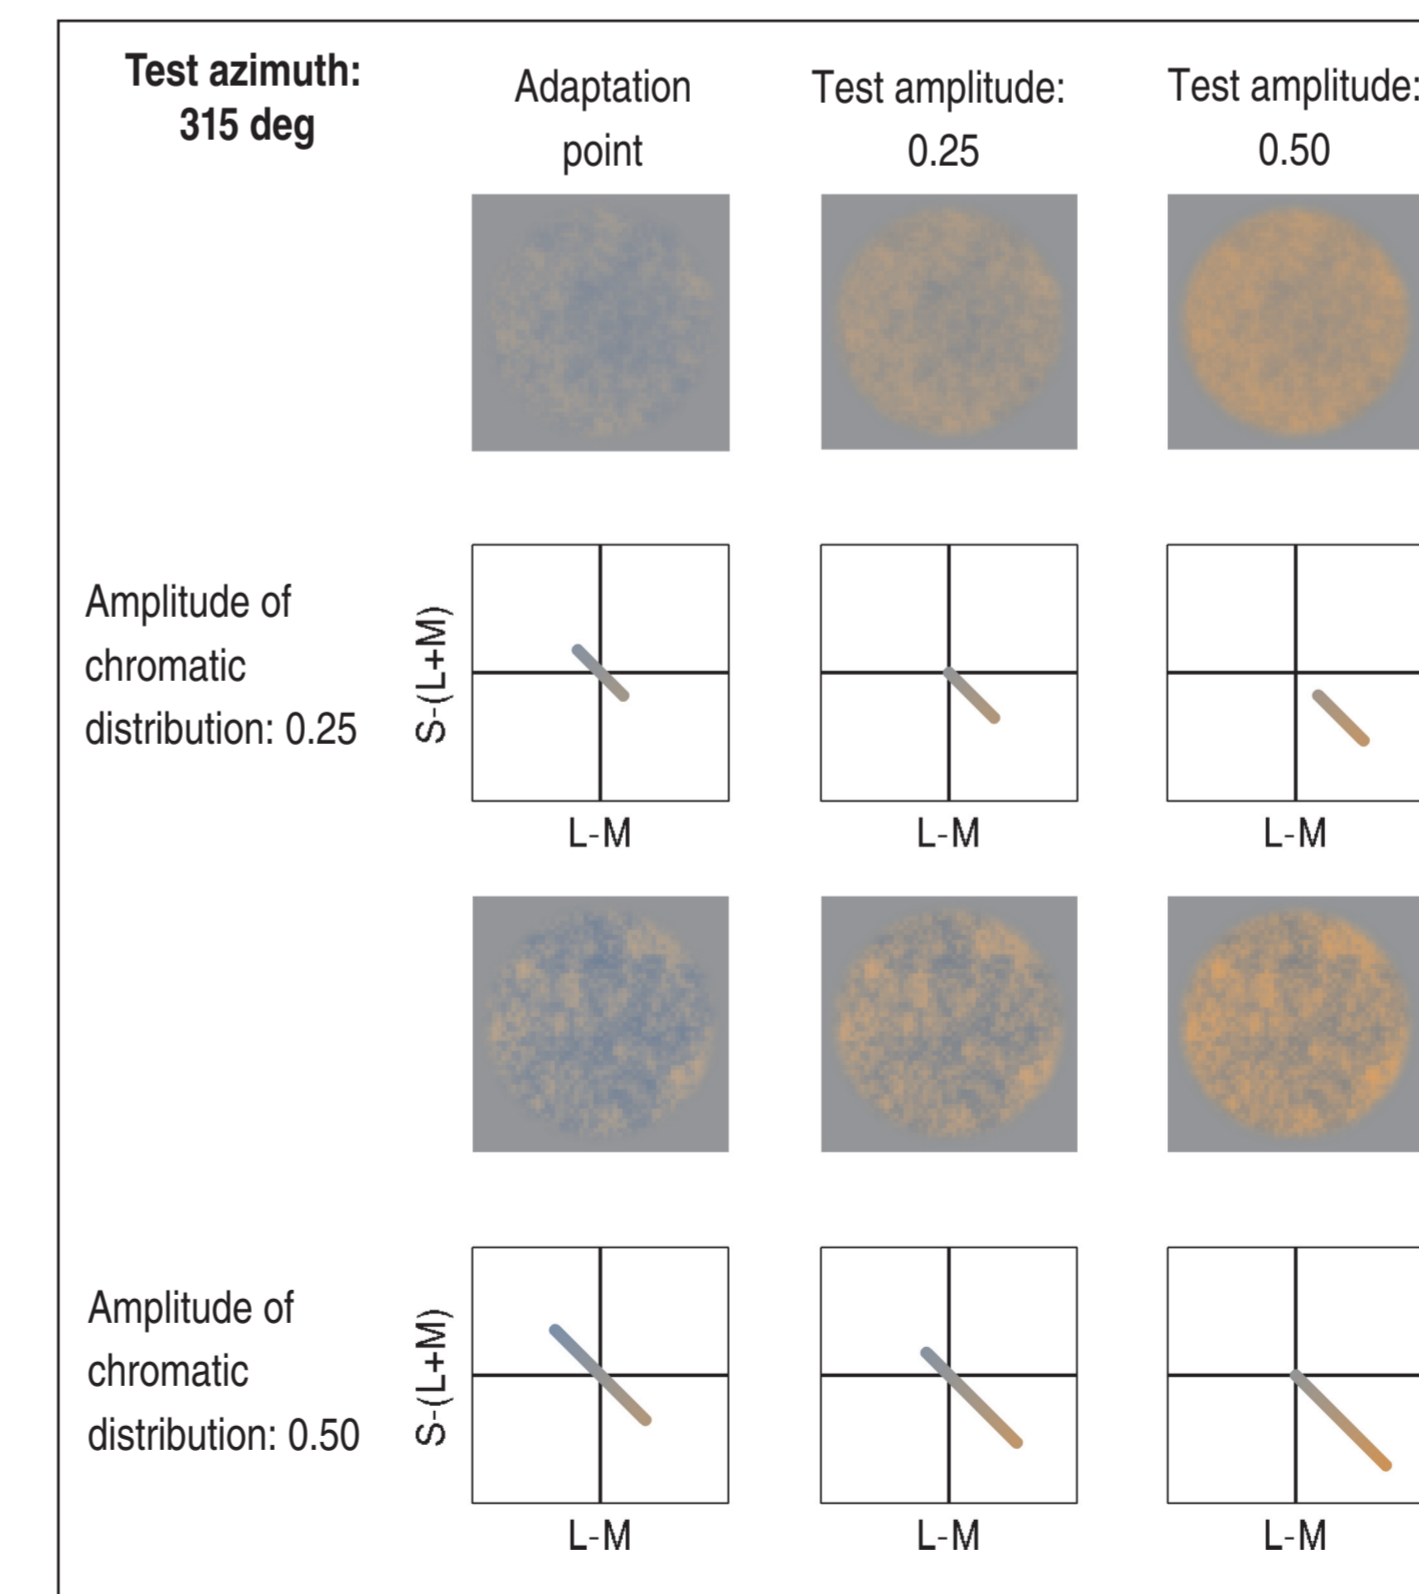 Test azimuth:
315 deg
Adaptation
point
Test amplitude:
0.25
Test amplitude:
0.50
Amplitude of
chromatic
distribution: 0.25
S-(L+M)
L-M
L-M
L-M
Amplitude of
chromatic
distribution: 0.50
S-(L+M)
L-M
L-M
L-M